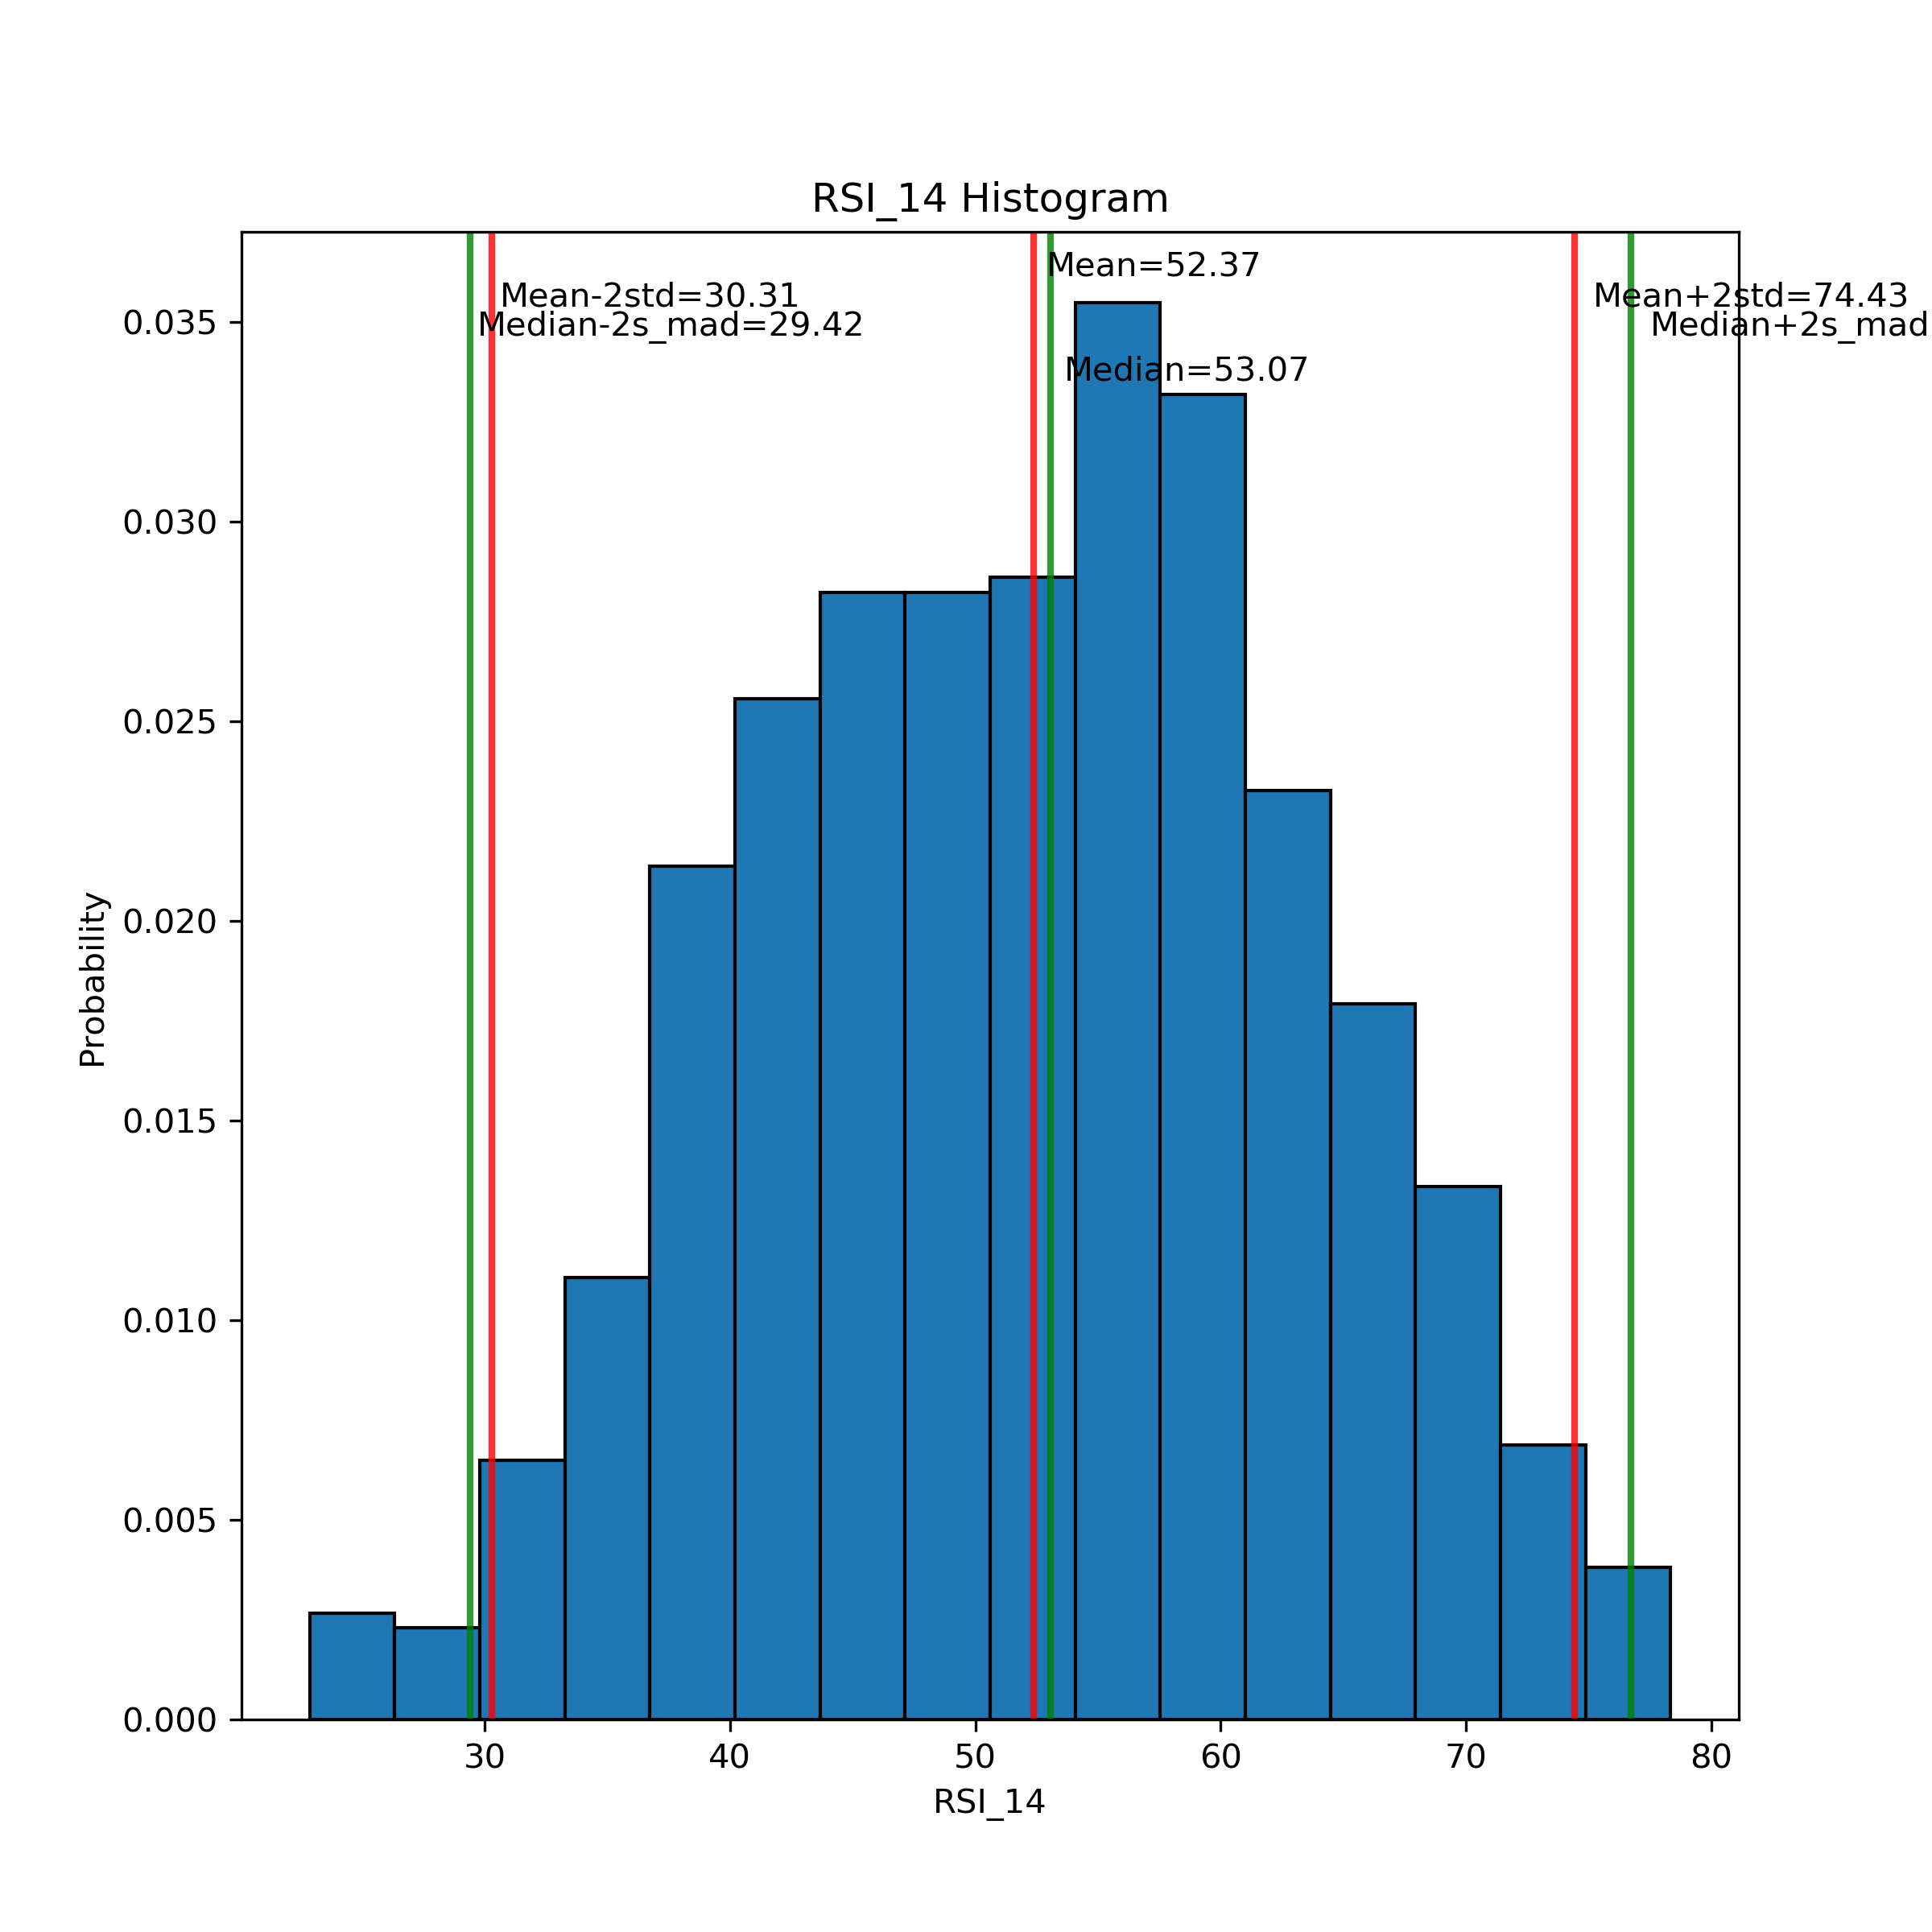 RSI_14 Histogram
Mean=52.37
Mean-2std=30.31
Mean+2std=74.43
Median-2s_mad=29.42
Median+2s_mad
Median=53.07
0.035
0.030
0.025
0.020
0.015
0.010
0.005
0.000
Probability
30 40 50 60 70 80
RSI_14